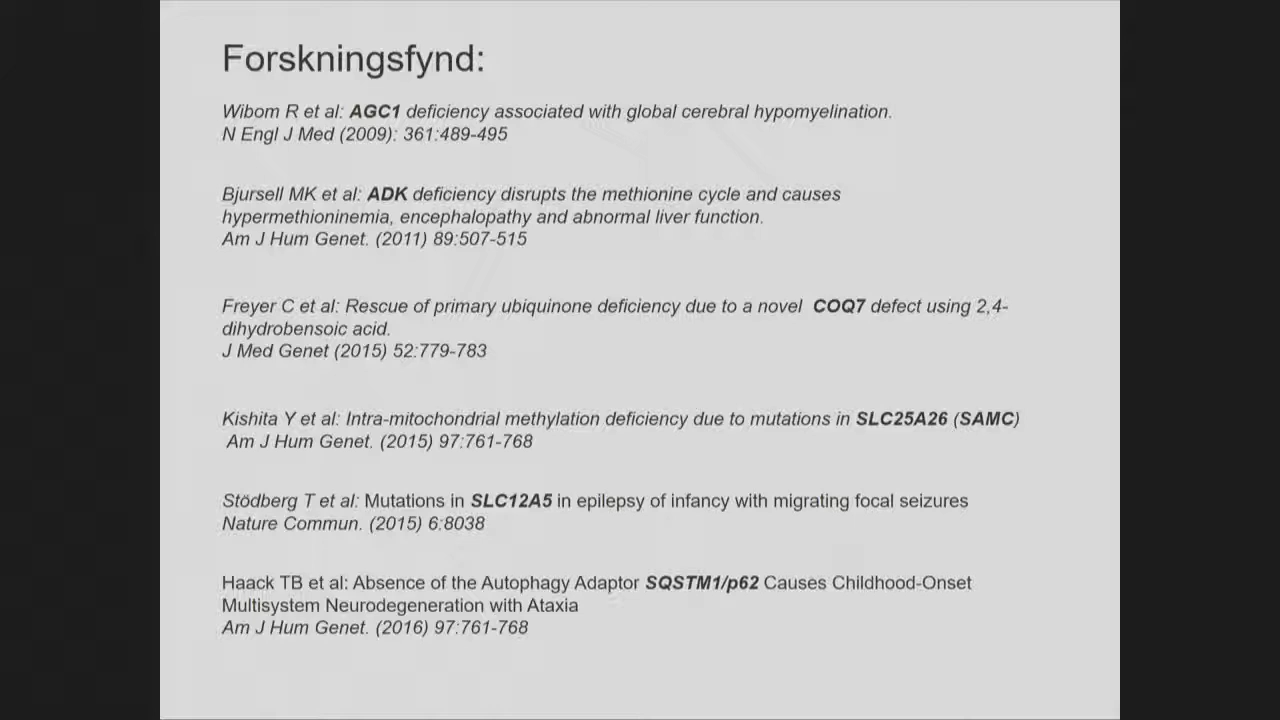 Forskningsfynd:
Wibom R et al: AGC1 deficiency associated with global cerebral hypomyelination.
N Engl J Med (2009): 361:489-495
Bjursell MK et al: ADK deficiency disrupts the methionine cycle and causes
hypermethioninemia, encephalopathy and abnormal liver function.
Am J Hum Genet. (2011) 89:507-515
Freyer C et al: Rescue of primary ubiquinone deficiency due to a novel COQ7 defect using 2,4-
dihydrobensoic acid.
J Med Genet (2015) 52:779-783
Kishita Y et al: Intra-mitochondrial methylation deficiency due to mutations in SLC25A26 (SAMC)
Am J Hum Genet. (2015) 97:761-768
Stödberg T et al: Mutations in SLC12A5 in epilepsy of infancy with migrating focal seizures
Nature Commun. (2015) 6:8038
Haack TB et al: Absence of the Autophagy Adaptor SQSTM1/p62 Causes Childhood-Onset
Multisystem Neurodegeneration with Ataxia
Am J Hum Genet. (2016) 97:761-768